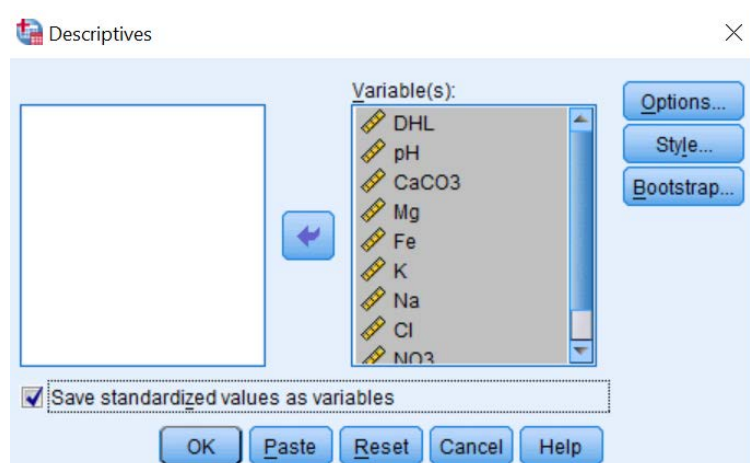 Descriptives
Variable(s):
DHL
pH
CaCO3
Mg
Fe
K
Na
Cl
NO3
Options...
Style...
Bootstrap...
Save standardized values as variables
OK Paste Reset Cancel Help